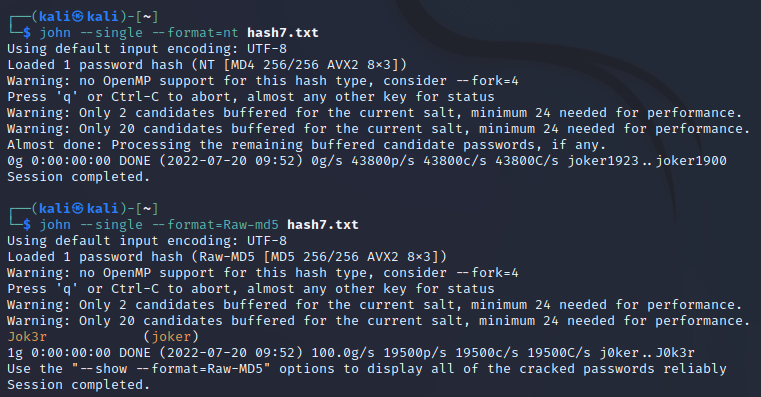 ┌──(kali㉿kali)-[~]
└─$ john --single --format=nt hash7.txt
Using default input encoding: UTF-8
Loaded 1 password hash (NT [MD4 256/256 AVX2 8×3])
Warning: no OpenMP support for this hash type, consider --fork=4
Press 'q' or Ctrl-C to abort, almost any other key for status
Warning: Only 2 candidates buffered for the current salt, minimum 24 needed for performance.
Warning: Only 20 candidates buffered for the current salt, minimum 24 needed for performance.
Almost done: Processing the remaining buffered candidate passwords, if any.
0g 0:00:00:00 DONE (2022-07-20 09:52) 0g/s 43800p/s 43800c/s 43800C/s joker1923..joker1900
Session completed.
┌──(kali㉿kali)-[~]
└─$ john --single --format=Raw-md5 hash7.txt
Using default input encoding: UTF-8
Loaded 1 password hash (Raw-MD5 [MD5 256/256 AVX2 8×3])
Warning: no OpenMP support for this hash type, consider --fork=4
Press 'q' or Ctrl-C to abort, almost any other key for status
Warning: Only 2 candidates buffered for the current salt, minimum 24 needed for performance.
Warning: Only 20 candidates buffered for the current salt, minimum 24 needed for performance.
Jok3r            (joker)
1g 0:00:00:00 DONE (2022-07-20 09:52) 100.0g/s 19500p/s 19500c/s 19500C/s j0ker..J0k3r
Use the "--show --format=Raw-MD5" options to display all of the cracked passwords reliably
Session completed.